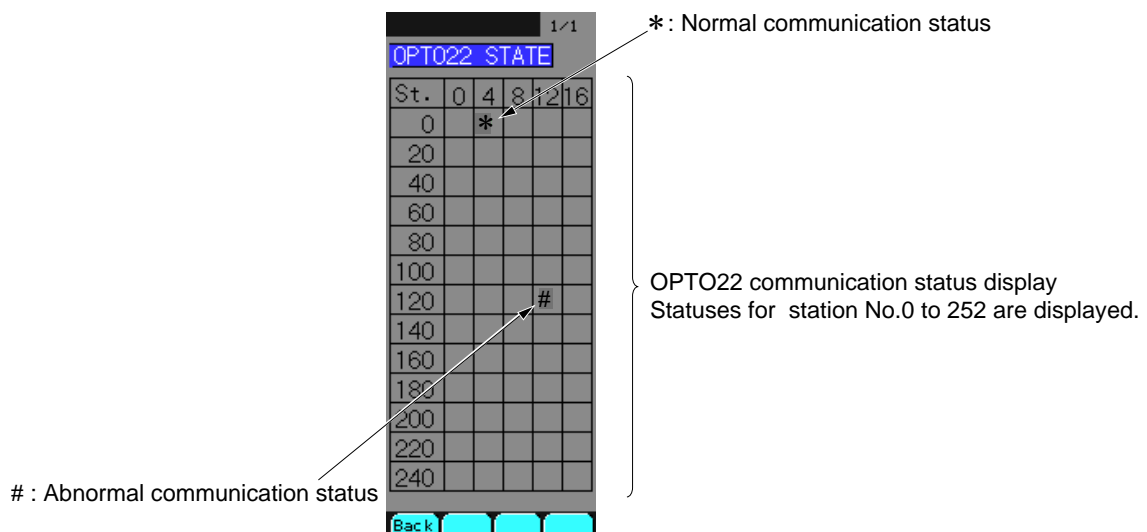 1/1
*: Normal communication status
OPTO22 STATE
St. 0 4 8 12 16
0 *
20
40
60
80
100
OPTO22 communication status display
120 #
Statuses for station No.0 to 252 are displayed.
140
160
180
200
220
240
# : Abnormal communication status
Back